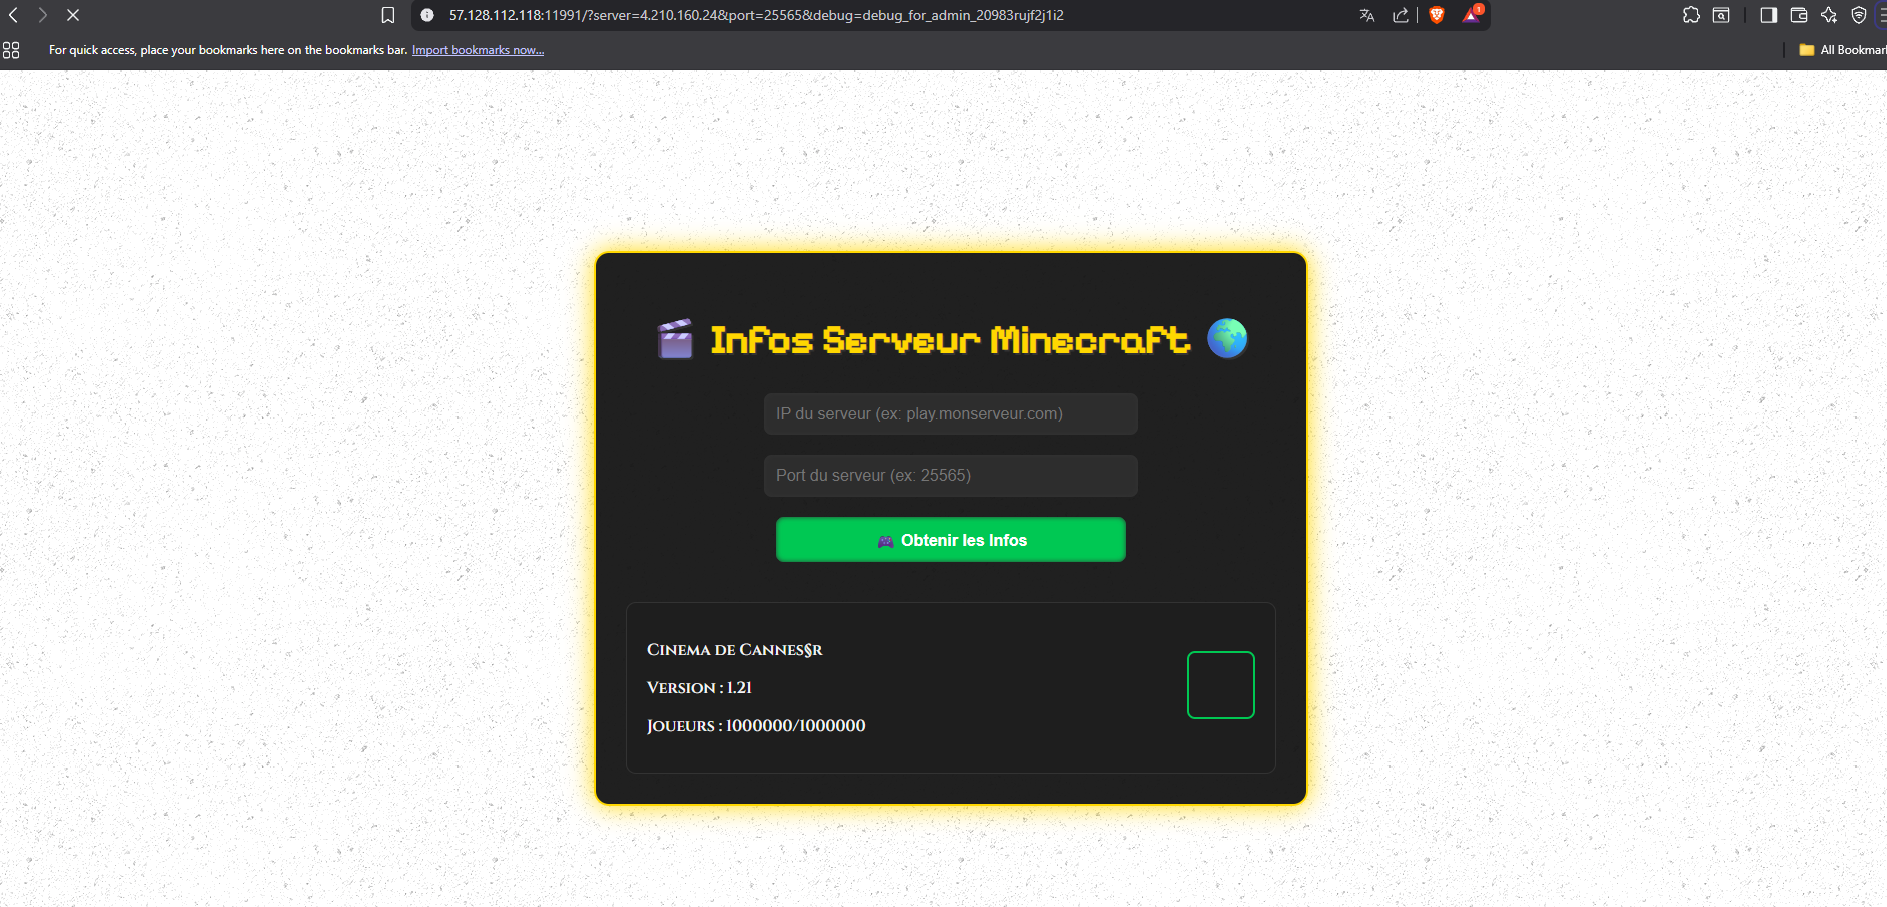 57.128.112.118:11991/?server=4.210.160.24&port=25565&debug=debug_for_admin_20983rujf2j1i2
1
For quick access, place your bookmarks here on the bookmarks bar. Import bookmarks now...
All Bookmar
Infos Serveur Minecraft
IP du serveur (ex: play.monserveur.com)
Port du serveur (ex: 25565)
Obtenir les Infos
Cinema de Cannes§r
Version : 1.21
Joueurs : 1000000/1000000